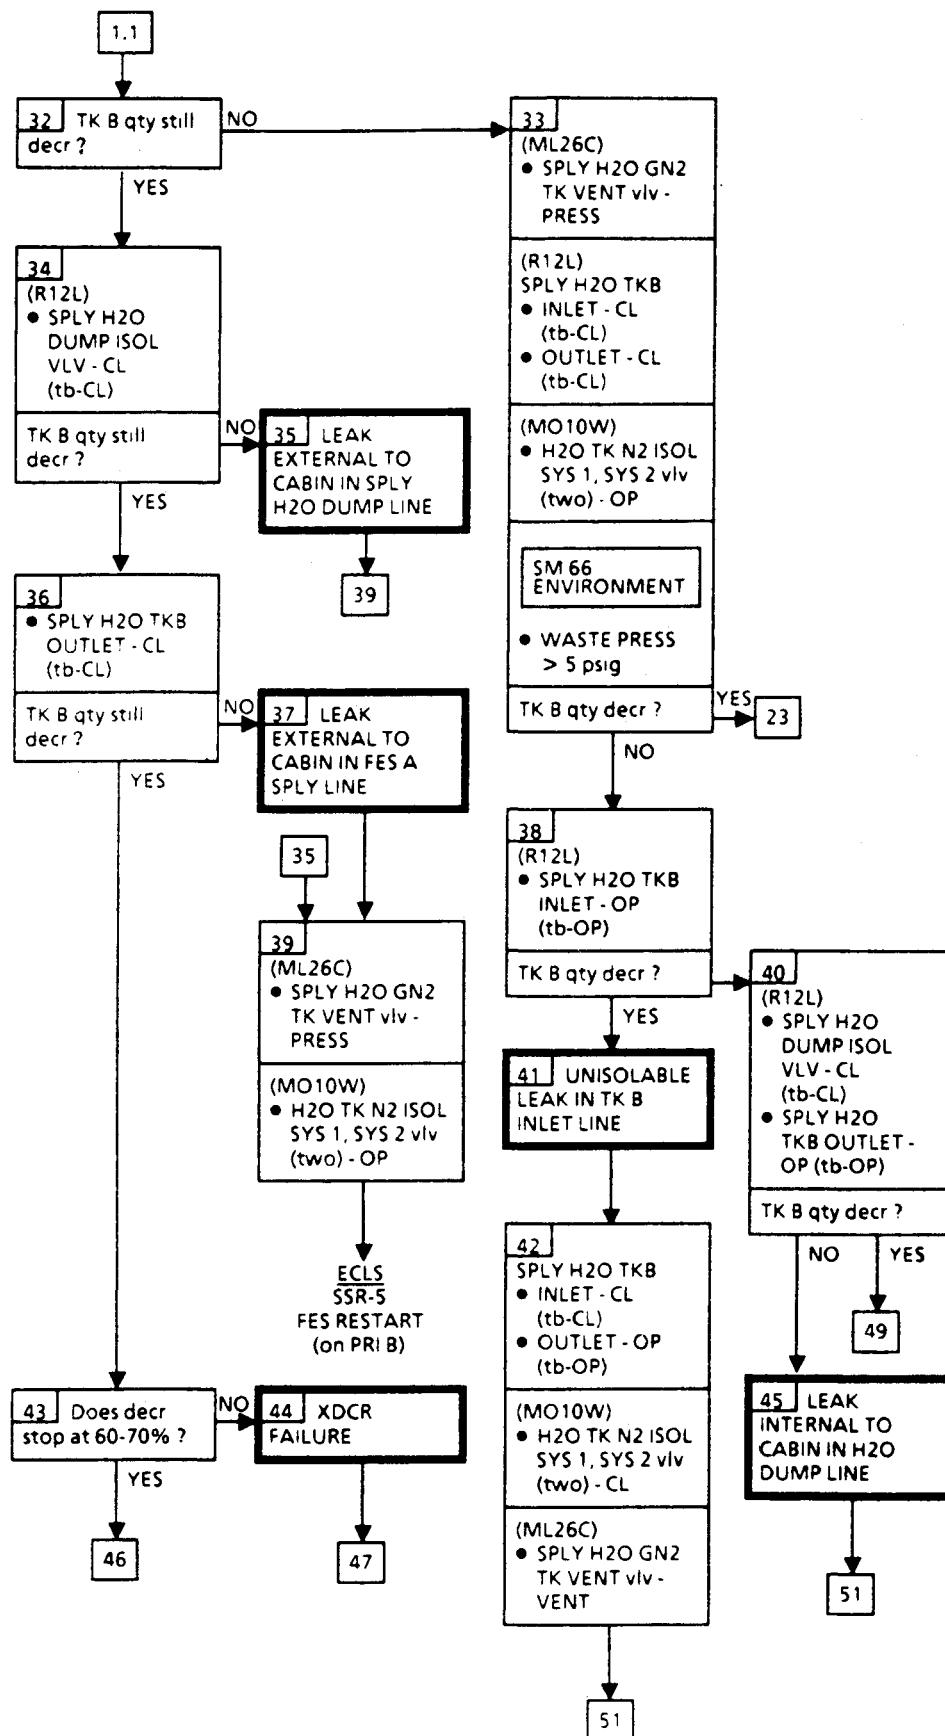 1.1
32 TK B qty still
decr ?
NO
YES
33
(ML26C)
• SPLY H2O GN2
TK VENT vlv -
PRESS
(R12L)
SPLY H2O TKB
• INLET - CL
(tb-CL)
• OUTLET - CL
(tb-CL)
(MO10W)
• H2O TK N2 ISOL
SYS 1, SYS 2 vlv
(two) - OP
SM 66
ENVIRONMENT
• WASTE PRESS
> 5 psig
TK B qty decr ?
YES
23
NO
34
(R12L)
• SPLY H2O
DUMP ISOL
VLV - CL
(tb-CL)
TK B qty still
decr ?
NO
YES
35 LEAK
EXTERNAL TO
CABIN IN SPLY
H2O DUMP LINE
39
36
• SPLY H2O TKB
OUTLET - CL
(tb-CL)
TK B qty still
decr ?
NO
YES
37 LEAK
EXTERNAL TO
CABIN IN FES A
SPLY LINE
35
38
(R12L)
• SPLY H2O TKB
INLET - OP
(tb-OP)
TK B qty decr ?
YES
39
(ML26C)
• SPLY H2O GN2
TK VENT vlv -
PRESS
(MO10W)
• H2O TK N2 ISOL
SYS 1, SYS 2 vlv
(two) - OP
ECLS
SSR-5
FES RESTART
(on PRI B)
40
(R12L)
• SPLY H2O
DUMP ISOL
VLV - CL
(tb-CL)
• SPLY H2O
TKB OUTLET -
OP (tb-OP)
TK B qty decr ?
NO
YES
49
41 UNISOLABLE
LEAK IN TK B
INLET LINE
42
SPLY H2O TKB
• INLET - CL
(tb-CL)
• OUTLET - OP
(tb-OP)
(MO10W)
• H2O TK N2 ISOL
SYS 1, SYS 2 vlv
(two) - CL
(ML26C)
• SPLY H2O GN2
TK VENT vlv -
VENT
51
43 Does decr
stop at 60-70% ?
NO
YES
46
44 XDCR
FAILURE
47
45 LEAK
INTERNAL TO
CABIN IN H2O
DUMP LINE
51